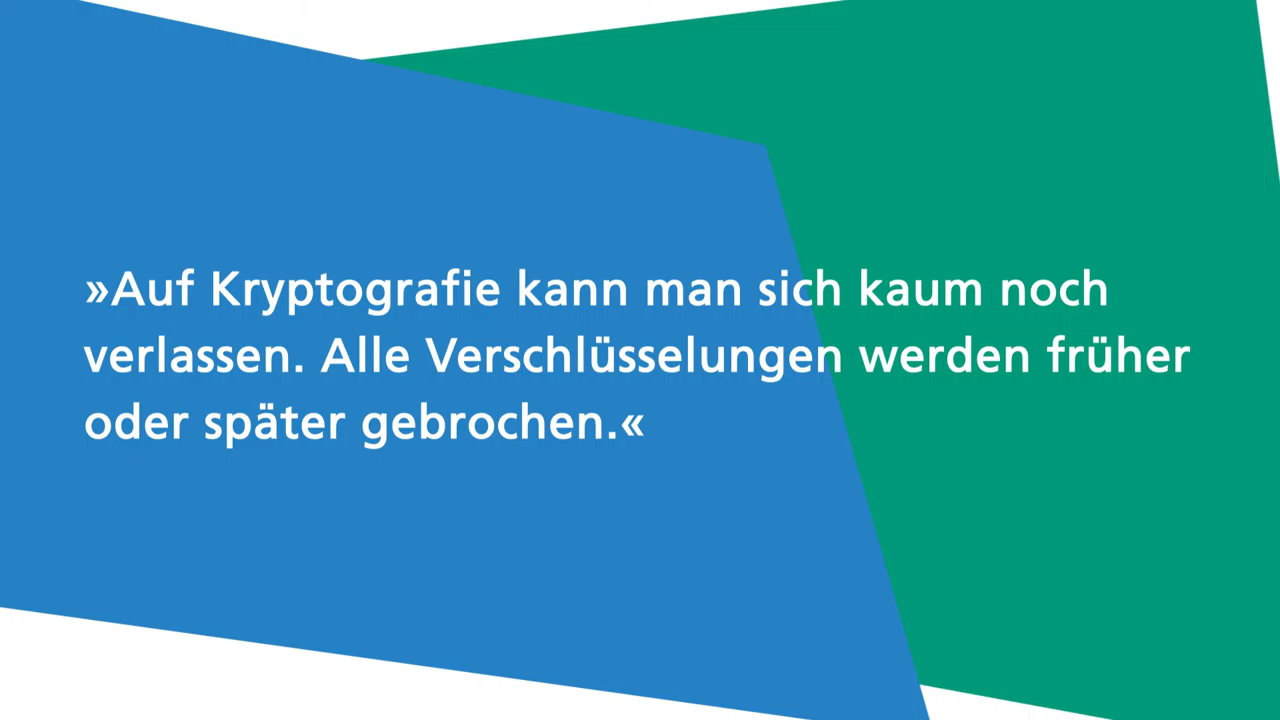 »Auf Kryptografie kann man sich kaum noch
verlassen. Alle Verschlüsselungen werden früher
oder später gebrochen.«